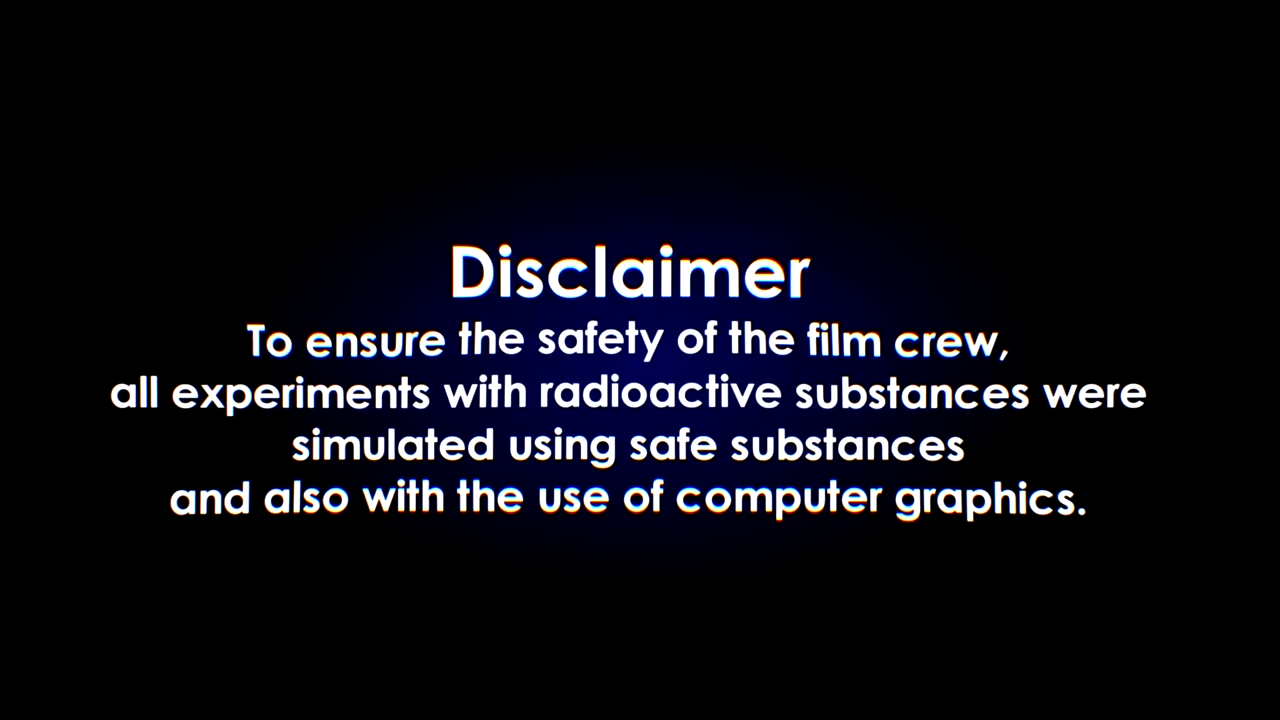 Disclaimer
To ensure the safety of the film crew,
all experiments with radioactive substances were
simulated using safe substances
and also with the use of computer graphics.